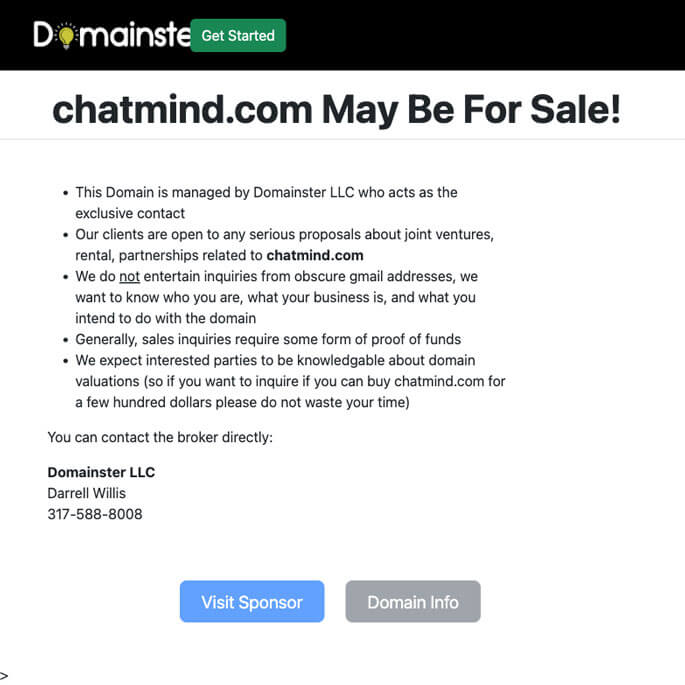 Domainste
Get Started
chatmind.com May Be For Sale!
• This Domain is managed by Domainster LLC who acts as the
exclusive contact
• Our clients are open to any serious proposals about joint ventures,
rental, partnerships related to chatmind.com
• We do not entertain inquiries from obscure gmail addresses, we
want to know who you are, what your business is, and what you
intend to do with the domain
• Generally, sales inquiries require some form of proof of funds
• We expect interested parties to be knowledgable about domain
valuations (so if you want to inquire if you can buy chatmind.com for
a few hundred dollars please do not waste your time)
You can contact the broker directly:
Domainster LLC
Darrell Willis
317-588-8008
Visit Sponsor
Domain Info
>